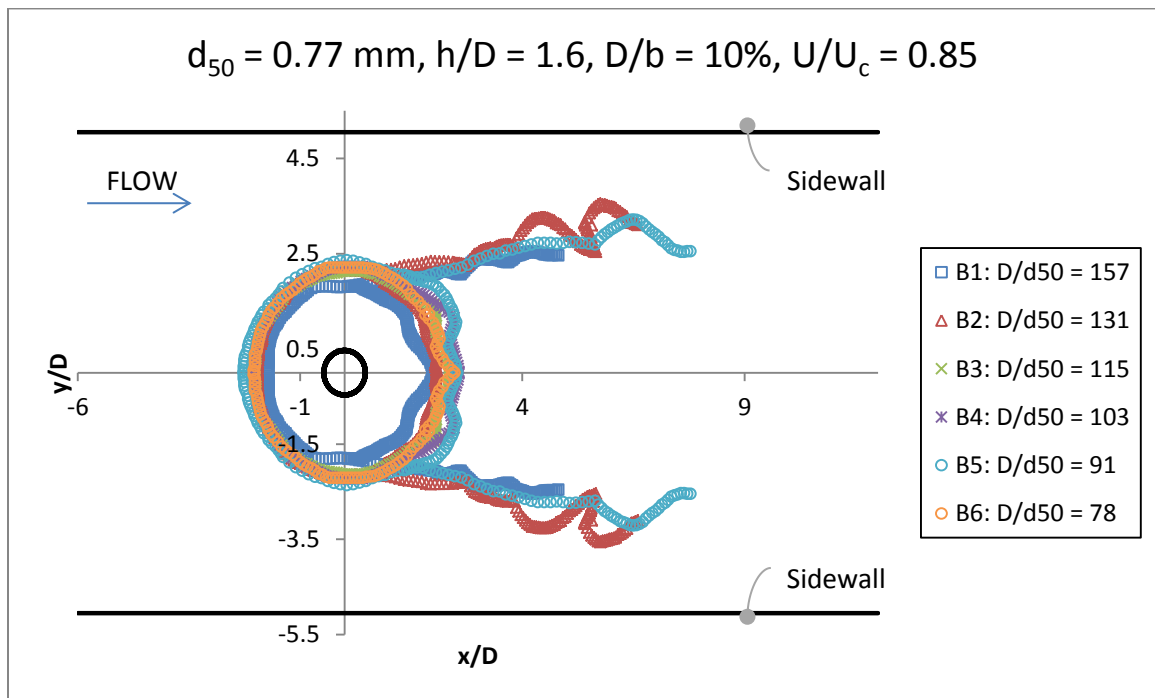 d50 = 0.77 mm, h/D = 1.6, D/b = 10%, U/Uc = 0.85
4.5
FLOW
Sidewall
2.5
B1: D/d50 = 157
B2: D/d50 = 131
0.5
B3: D/d50 = 115
y/D
-6
-1
4
9
B4: D/d50 = 103
-1.5
B5: D/d50 = 91
B6: D/d50 = 78
-3.5
Sidewall
-5.5
x/D